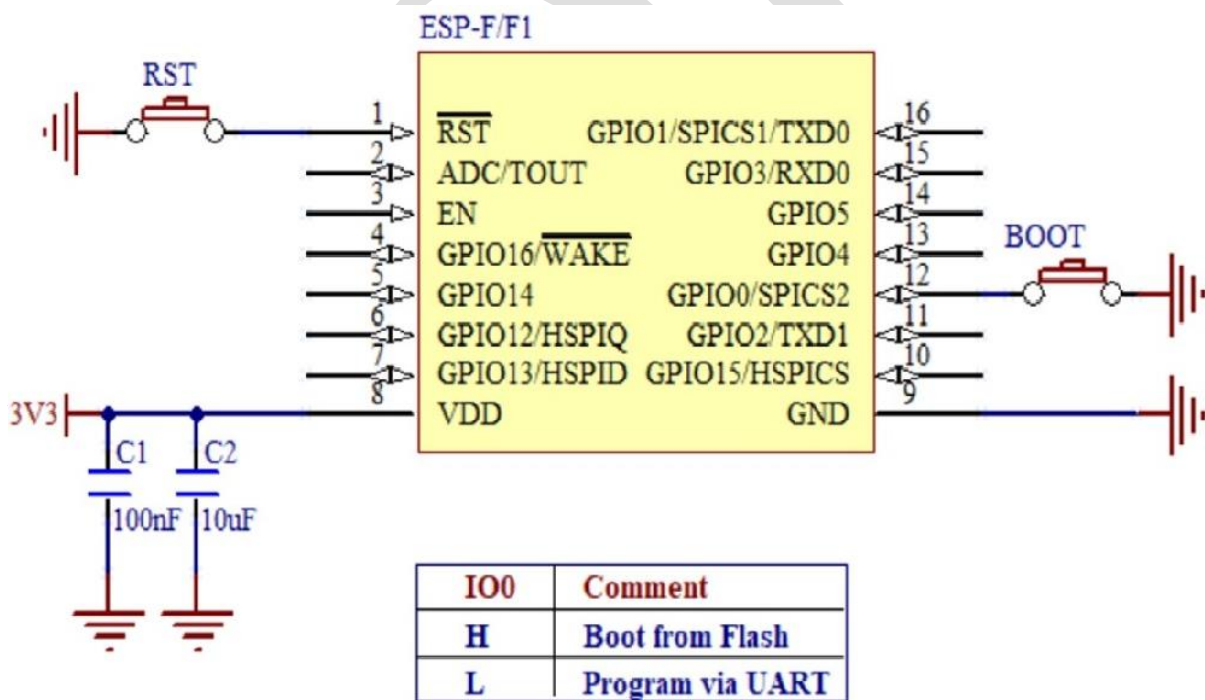 ESP-F/F1
RST
1 RST GPIO1/SPICS1/TXD0 16
2 ADC/TOUT GPIO3/RXD0 15
3 EN GPIO5 14
4 GPIO16/WAKE GPIO4 13
BOOT
5 GPIO14 GPIO0/SPICS2 12
6 GPIO12/HSPIQ GPIO2/TXD1 11
7 GPIO13/HSPID GPIO15/HSPICS 10
3V3 8 VDD GND 9
C1 C2
100nF 10uF
IO0 Comment
H Boot from Flash
L Program via UART